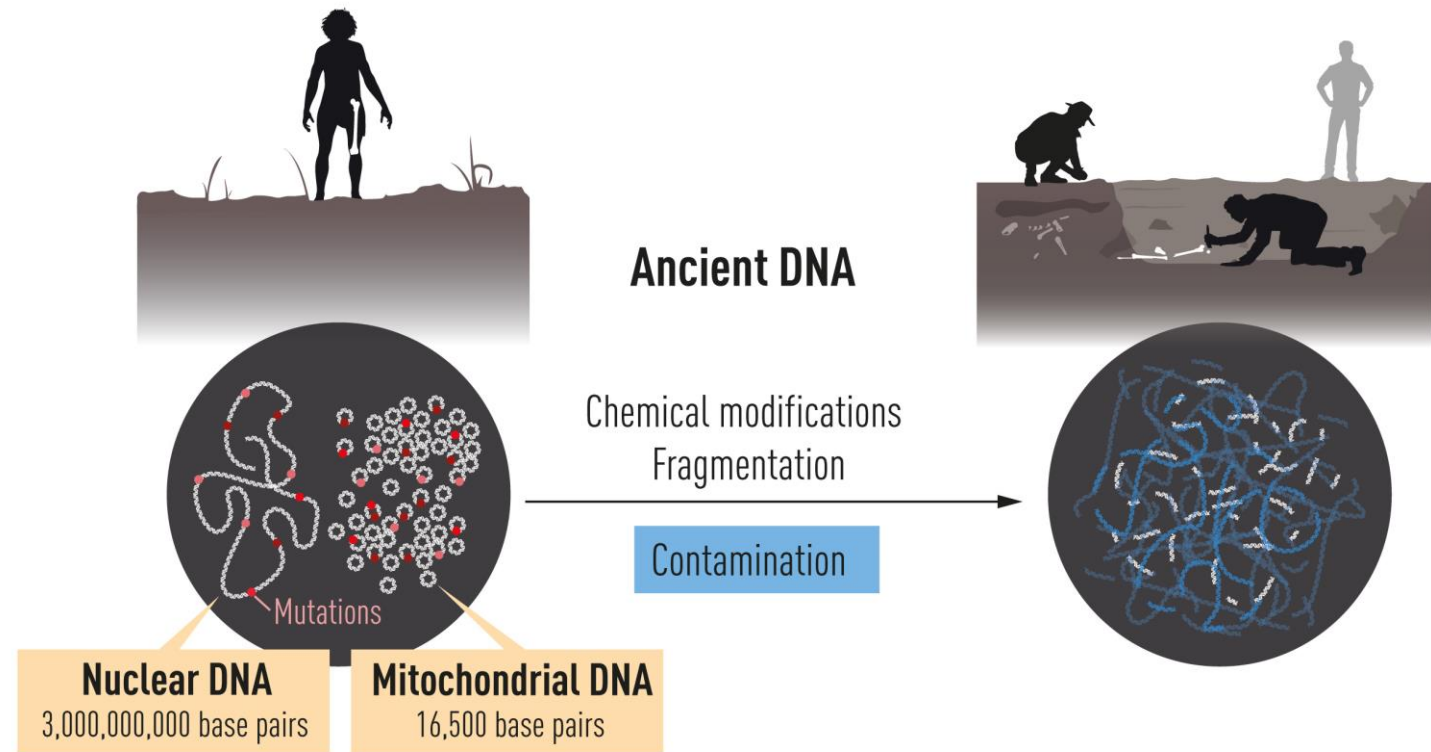 Ancient DNA
Chemical modifications
Fragmentation
Contamination
Mutations
Nuclear DNA
3,000,000,000 base pairs
Mitochondrial DNA
16,500 base pairs